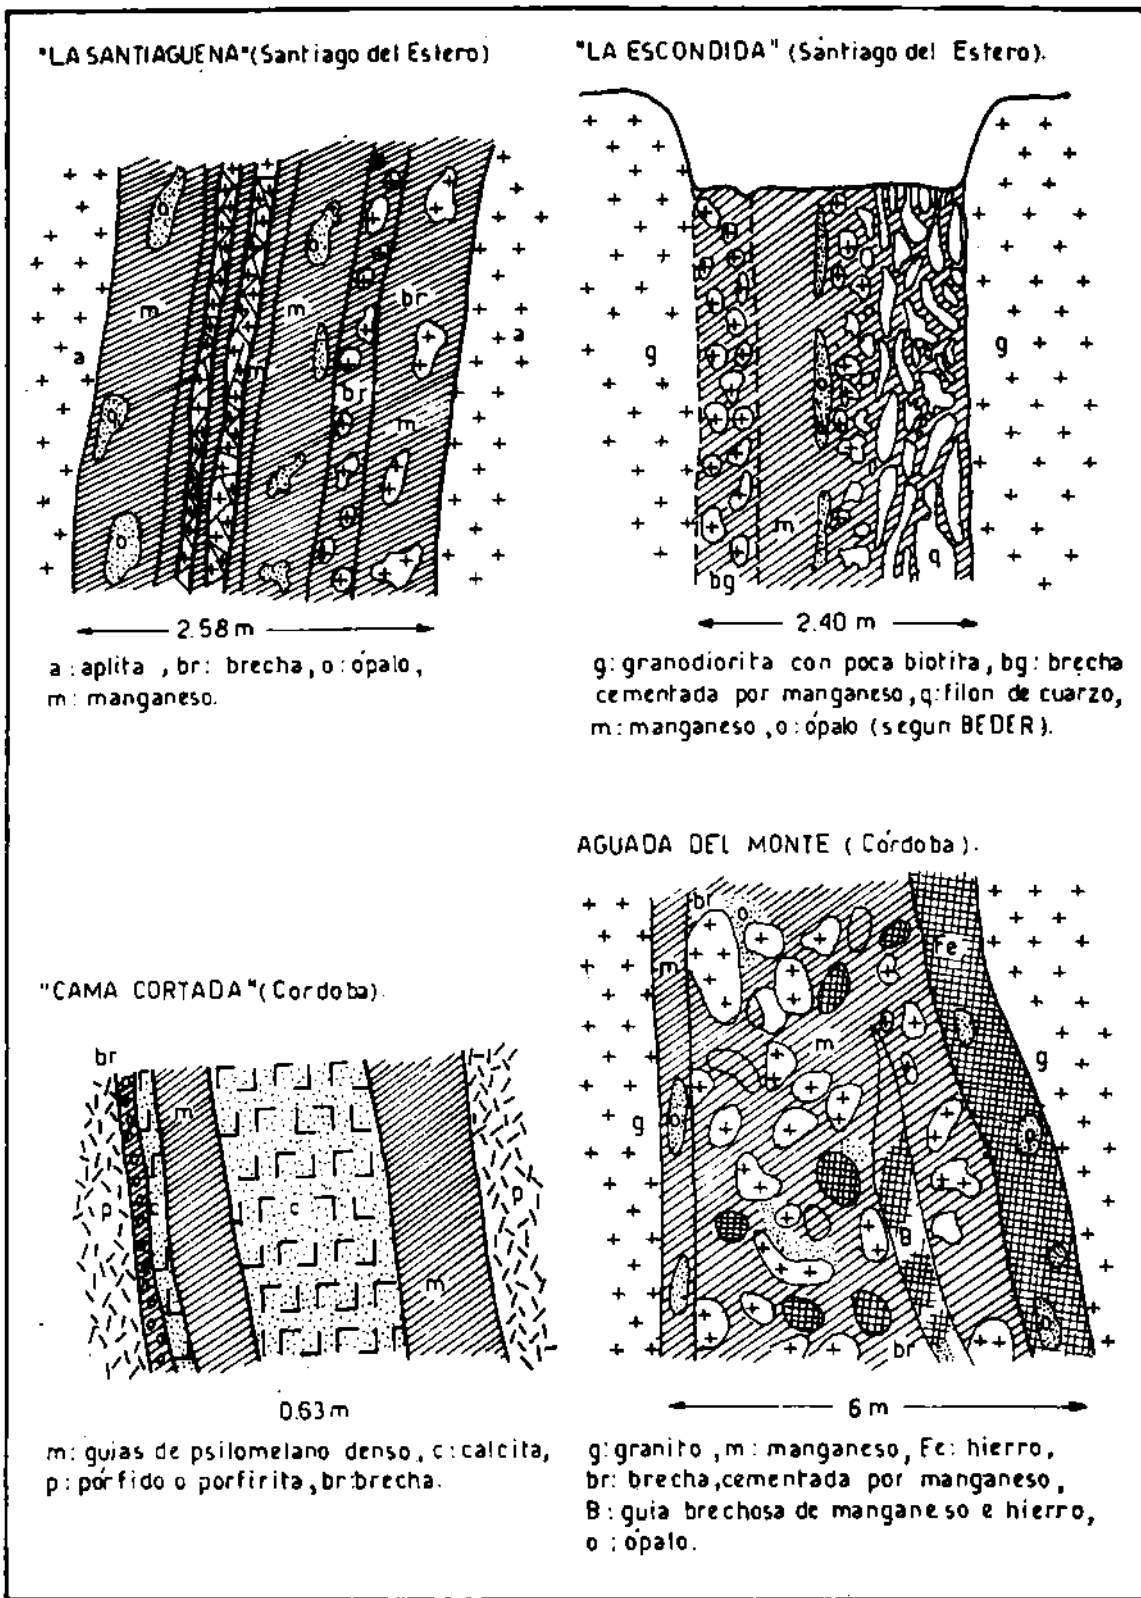 "LA SANTIAGUENA" (Santiago del Estero)
a
m
o
o
o
m
m
o
br
br
m
a
2.58 m
a: aplita, br: brecha, o: ópalo,
m: manganeso.
"LA ESCONDIDA" (Santiago del Estero).
g
bg
m
o
q
g
2.40 m
g: granodiorita con poca biotita, bg: brecha
cementada por manganeso, q: filon de cuarzo,
m: manganeso, o: ópalo (segun BEDER).
"CAMA CORTADA" (Cordoba).
br
p
m
c
m
p
0.63 m
m: guias de psilomelano denso, c: calcita,
p: pórfido o porfirita, br: brecha.
AGUADA DEL MONTE (Córdoba).
br
o
Fe
m
m
g
g
o
o
B
o
br
6 m
g: granito, m: manganeso, Fe: hierro,
br: brecha, cementada por manganeso,
B: guia brechosa de manganeso e hierro,
o: ópalo.